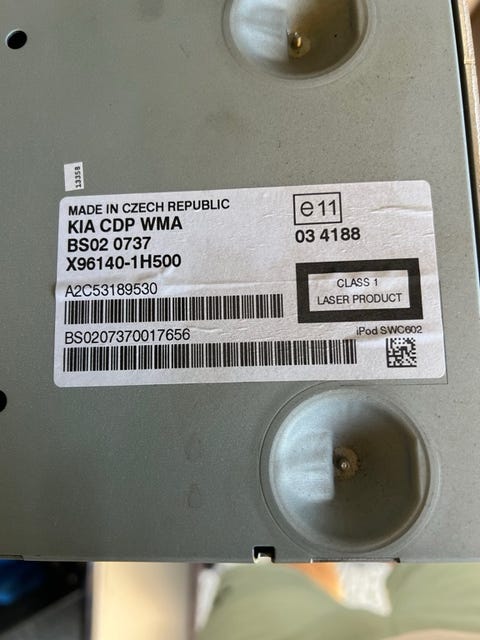 13358
MADE IN CZECH REPUBLIC
KIA CDP WMA
BS02 0737
X96140-1H500
e11
03 4188
A2C53189530
CLASS 1
LASER PRODUCT
BS0207370017656
iPod SWC602